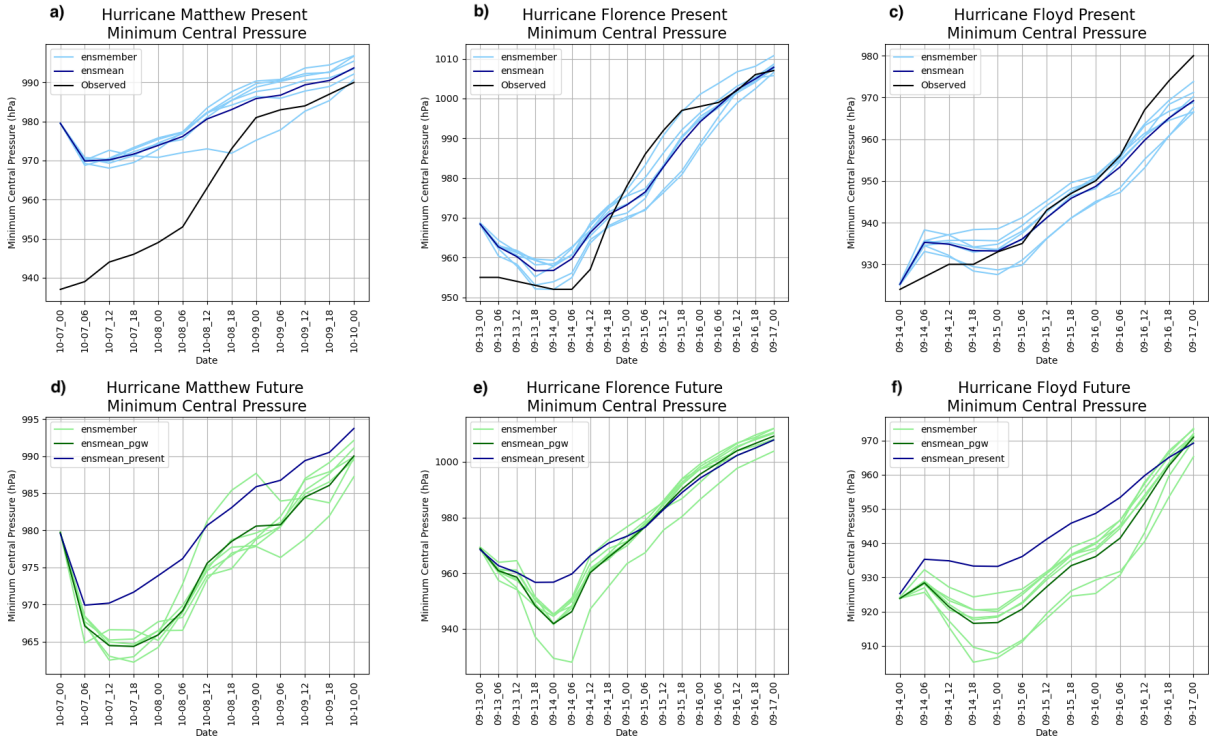 a)
Hurricane Matthew Present
Minimum Central Pressure
ensmember
ensmean
Observed
Minimum Central Pressure (hPa)
990
980
970
960
950
940
10-07_00
10-07_06
10-07_12
10-07_18
10-08_00
10-08_06
10-08_12
10-08_18
10-09_00
10-09_06
10-09_12
10-09_18
10-10_00
Date
b)
Hurricane Florence Present
Minimum Central Pressure
ensmember
ensmean
Observed
Minimum Central Pressure (hPa)
1010
1000
990
980
970
960
950
09-13_00
09-13_06
09-13_12
09-13_18
09-14_00
09-14_06
09-14_12
09-14_18
09-15_00
09-15_06
09-15_12
09-15_18
09-16_00
09-16_06
09-16_12
09-16_18
09-17_00
Date
c)
Hurricane Floyd Present
Minimum Central Pressure
ensmember
ensmean
Observed
Minimum Central Pressure (hPa)
980
970
960
950
940
930
09-14_00
09-14_06
09-14_12
09-14_18
09-15_00
09-15_06
09-15_12
09-15_18
09-16_00
09-16_06
09-16_12
09-16_18
09-17_00
Date
d)
Hurricane Matthew Future
Minimum Central Pressure
ensmember
ensmean_pgw
ensmean_present
Minimum Central Pressure (hPa)
995
990
985
980
975
970
965
10-07_00
10-07_06
10-07_12
10-07_18
10-08_00
10-08_06
10-08_12
10-08_18
10-09_00
10-09_06
10-09_12
10-09_18
10-10_00
Date
e)
Hurricane Florence Future
Minimum Central Pressure
ensmember
ensmean_pgw
ensmean_present
Minimum Central Pressure (hPa)
1000
980
960
940
09-13_00
09-13_06
09-13_12
09-13_18
09-14_00
09-14_06
09-14_12
09-14_18
09-15_00
09-15_06
09-15_12
09-15_18
09-16_00
09-16_06
09-16_12
09-16_18
09-17_00
Date
f)
Hurricane Floyd Future
Minimum Central Pressure
ensmember
ensmean_pgw
ensmean_present
Minimum Central Pressure (hPa)
970
960
950
940
930
920
910
09-14_00
09-14_06
09-14_12
09-14_18
09-15_00
09-15_06
09-15_12
09-15_18
09-16_00
09-16_06
09-16_12
09-16_18
09-17_00
Date